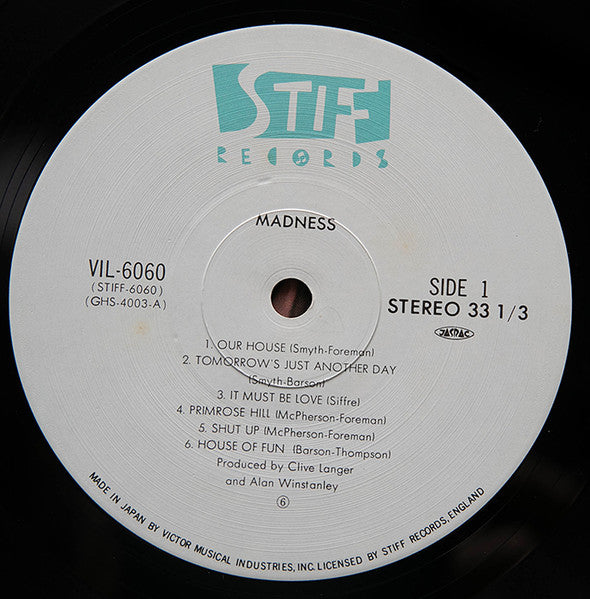 STIFF
RECORDS
MADNESS
VIL-6060
(STIFF-6060)
(GHS-4003-A)
SIDE 1
STEREO 33 1/3
JASRAC
1. OUR HOUSE (Smyth-Foreman)
2. TOMORROW'S JUST ANOTHER DAY
(Smyth-Barson)
3. IT MUST BE LOVE (Siffre)
4. PRIMROSE HILL (McPherson-Foreman)
5. SHUT UP (McPherson-Foreman)
6. HOUSE OF FUN (Barson-Thompson)
Produced by Clive Langer
and Alan Winstanley
⑥
MADE IN JAPAN BY VICTOR MUSICAL INDUSTRIES, INC. LICENSED BY STIFF RECORDS, ENGLAND